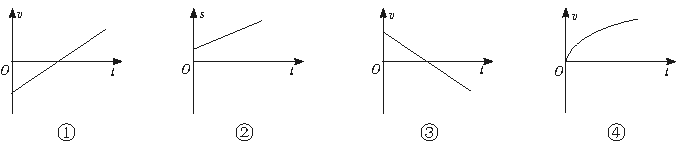 v s v v
O t O t O t O t
① ② ③ ④